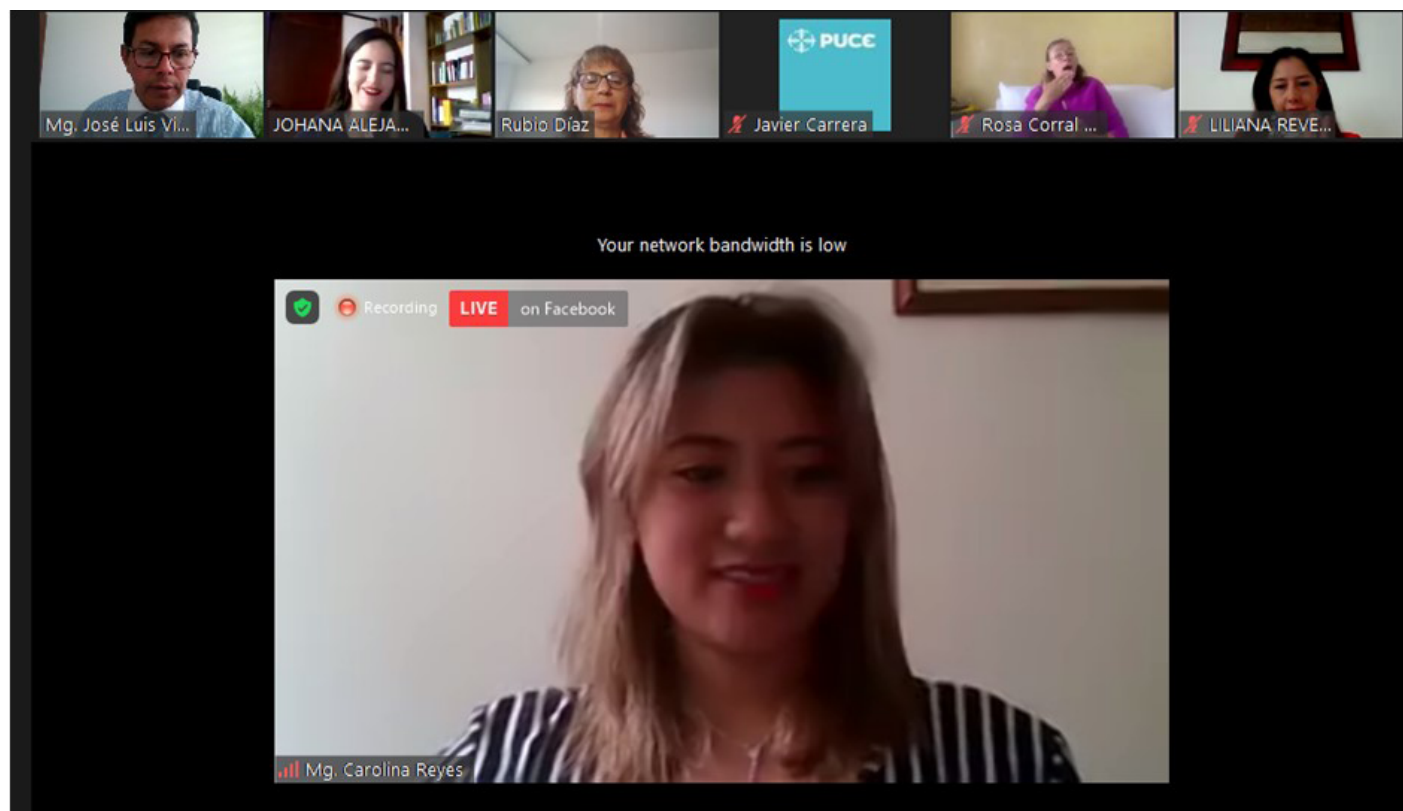 PUCE
Mg. José Luis Vi...
JOHANA ALEJA...
Rubio Díaz
Javier Carrera
Rosa Corral ...
LILIANA REVE...
Your network bandwidth is low
Recording LIVE on Facebook
Mg. Carolina Reyes